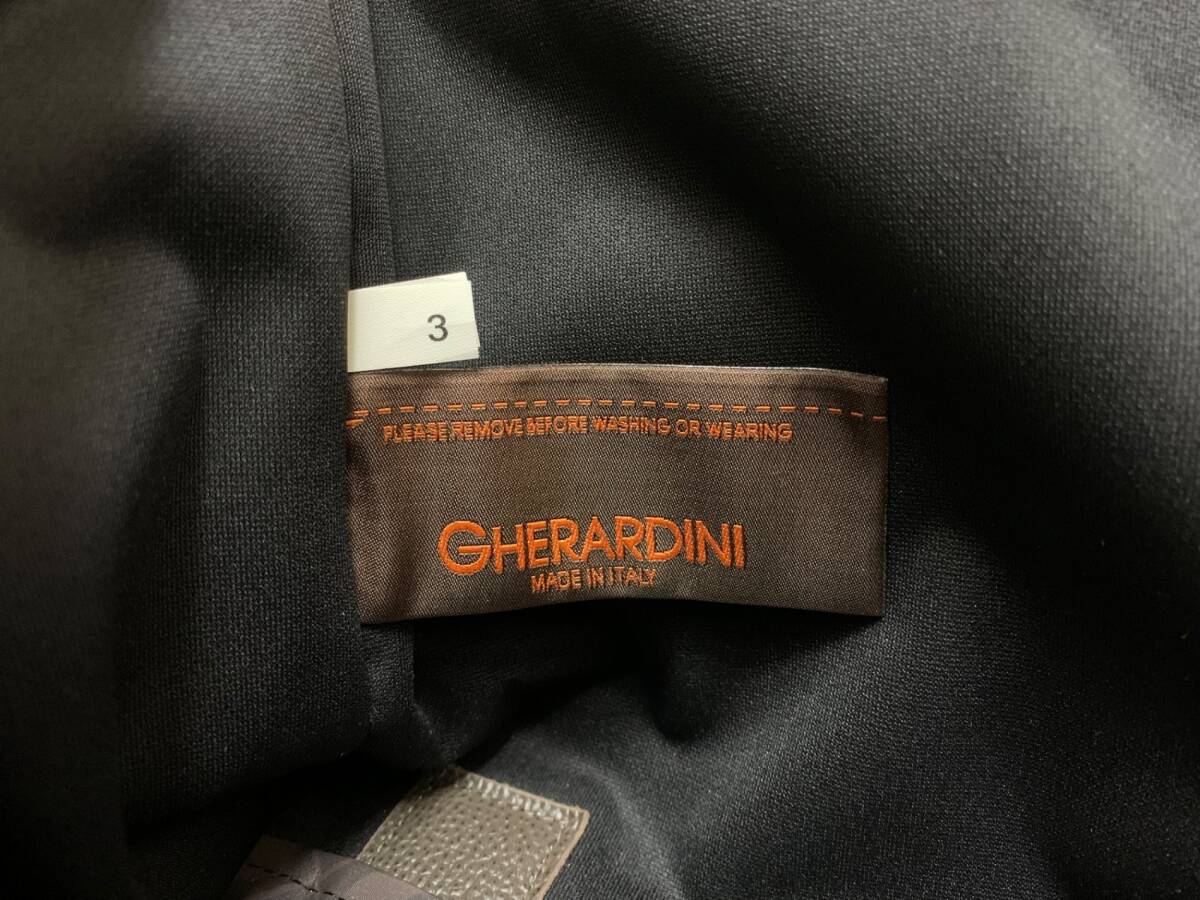 3
PLEASE REMOVE BEFORE WASHING OR WEARING
GHERARDINI
MADE IN ITALY